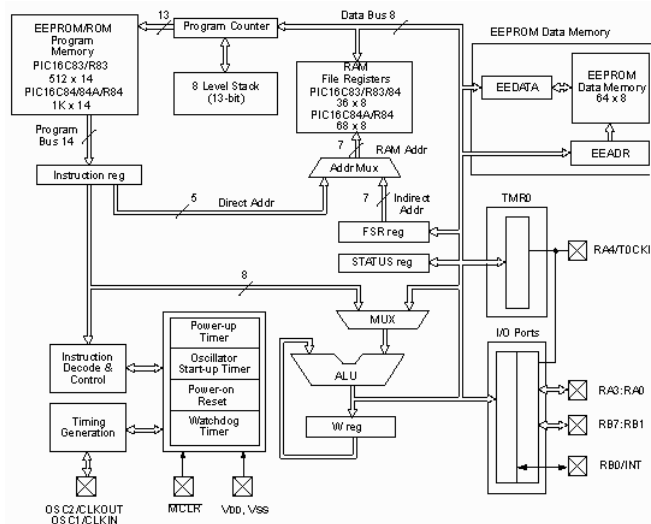 EEPROM/ROM
Program
Memory
PIC16C83/R83
512 x 14
PIC16C84/84A/R84
1K x 14
13
Program Counter
Data Bus 8
8 Level Stack
(13-bit)
RAM
File Registers
PIC16C83/R83/84
36 x 8
PIC16C84A/R84
68 x 8
EEPROM Data Memory
EEDATA
EEPROM
Data Memory
64 x 8
EEADR
Program
Bus 14
7
RAM Addr
Addr Mux
Instruction reg
5
Direct Addr
7
Indirect
Addr
FSR reg
STATUS reg
TMR0
RA4/T0CKI
8
MUX
I/O Ports
Power-up
Timer
Oscillator
Start-up Timer
Power-on
Reset
Watchdog
Timer
Instruction
Decode &
Control
Timing
Generation
ALU
W reg
RA3:RA0
RB7:RB1
RB0/INT
OSC2/CLKOUT
OSC1/CLKIN
MCLR
VDD, VSS